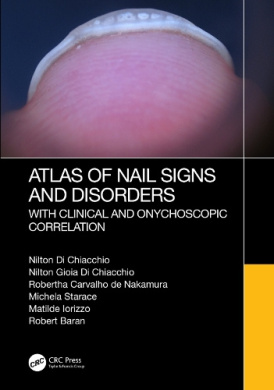 ATLAS OF NAIL SIGNS
AND DISORDERS
WITH CLINICAL AND ONYCHOSCOPIC
CORRELATION
Nilton Di Chiacchio
Nilton Gioia Di Chiacchio
Robertha Carvalho de Nakamura
Michela Starace
Matilde Iorizzo
Robert Baran
CRC
CRC Press
Taylor & Francis Group